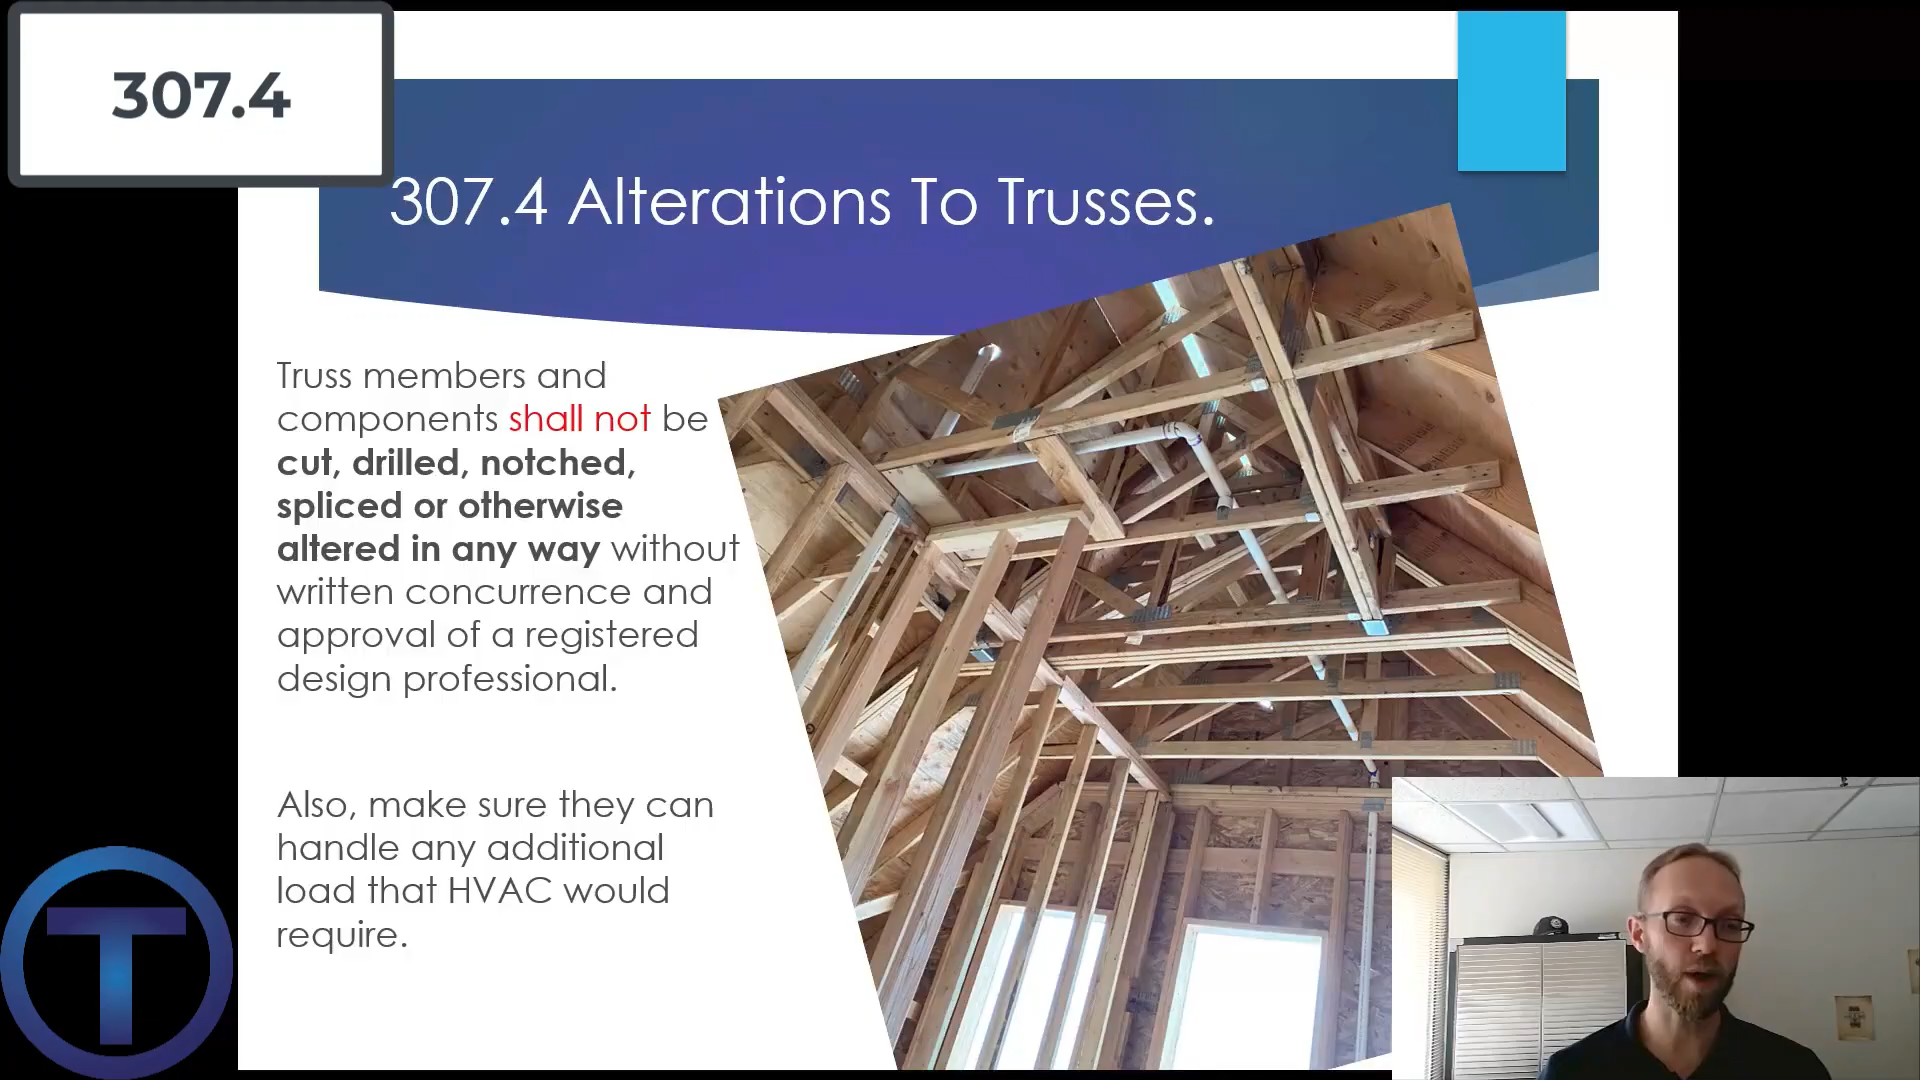 307.4
307.4 Alterations To Trusses.
Truss members and
components shall not be
cut, drilled, notched,
spliced or otherwise
altered in any way without
written concurrence and
approval of a registered
design professional.
Also, make sure they can
handle any additional
load that HVAC would
require.
T